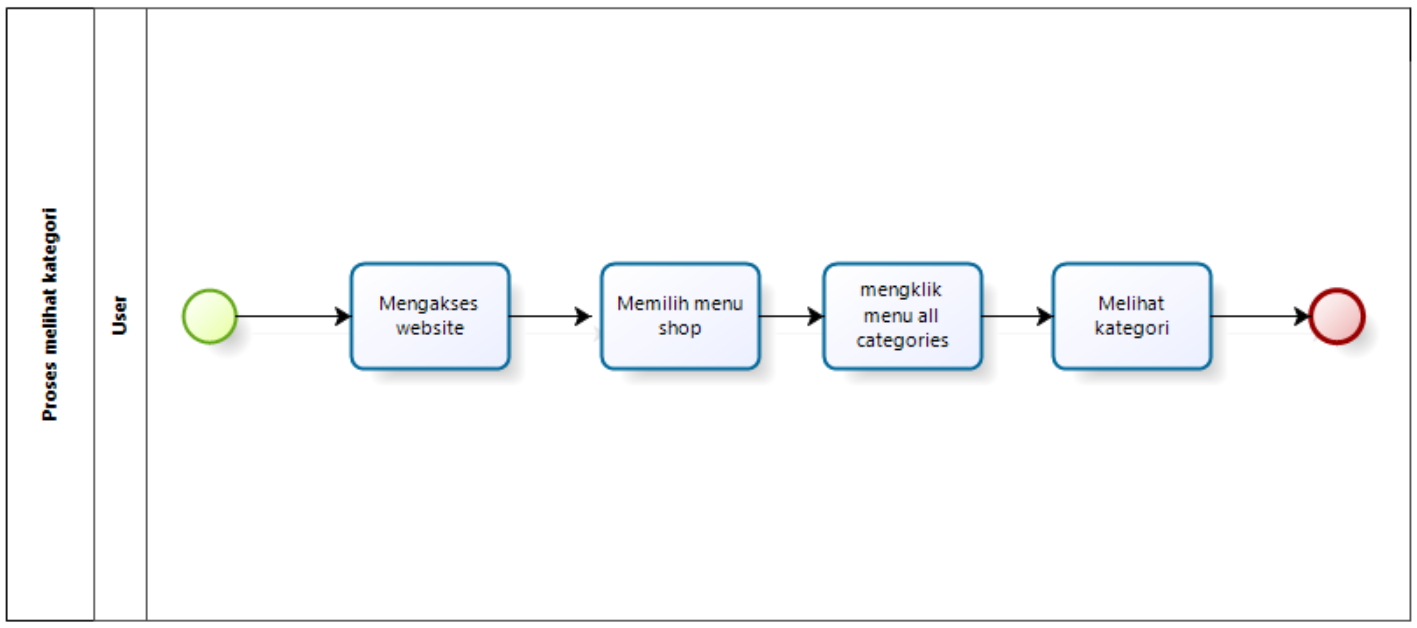 Proses melihat kategori
User
Mengakses
website
Memilih menu
shop
mengklik
menu all
categories
Melihat
kategori